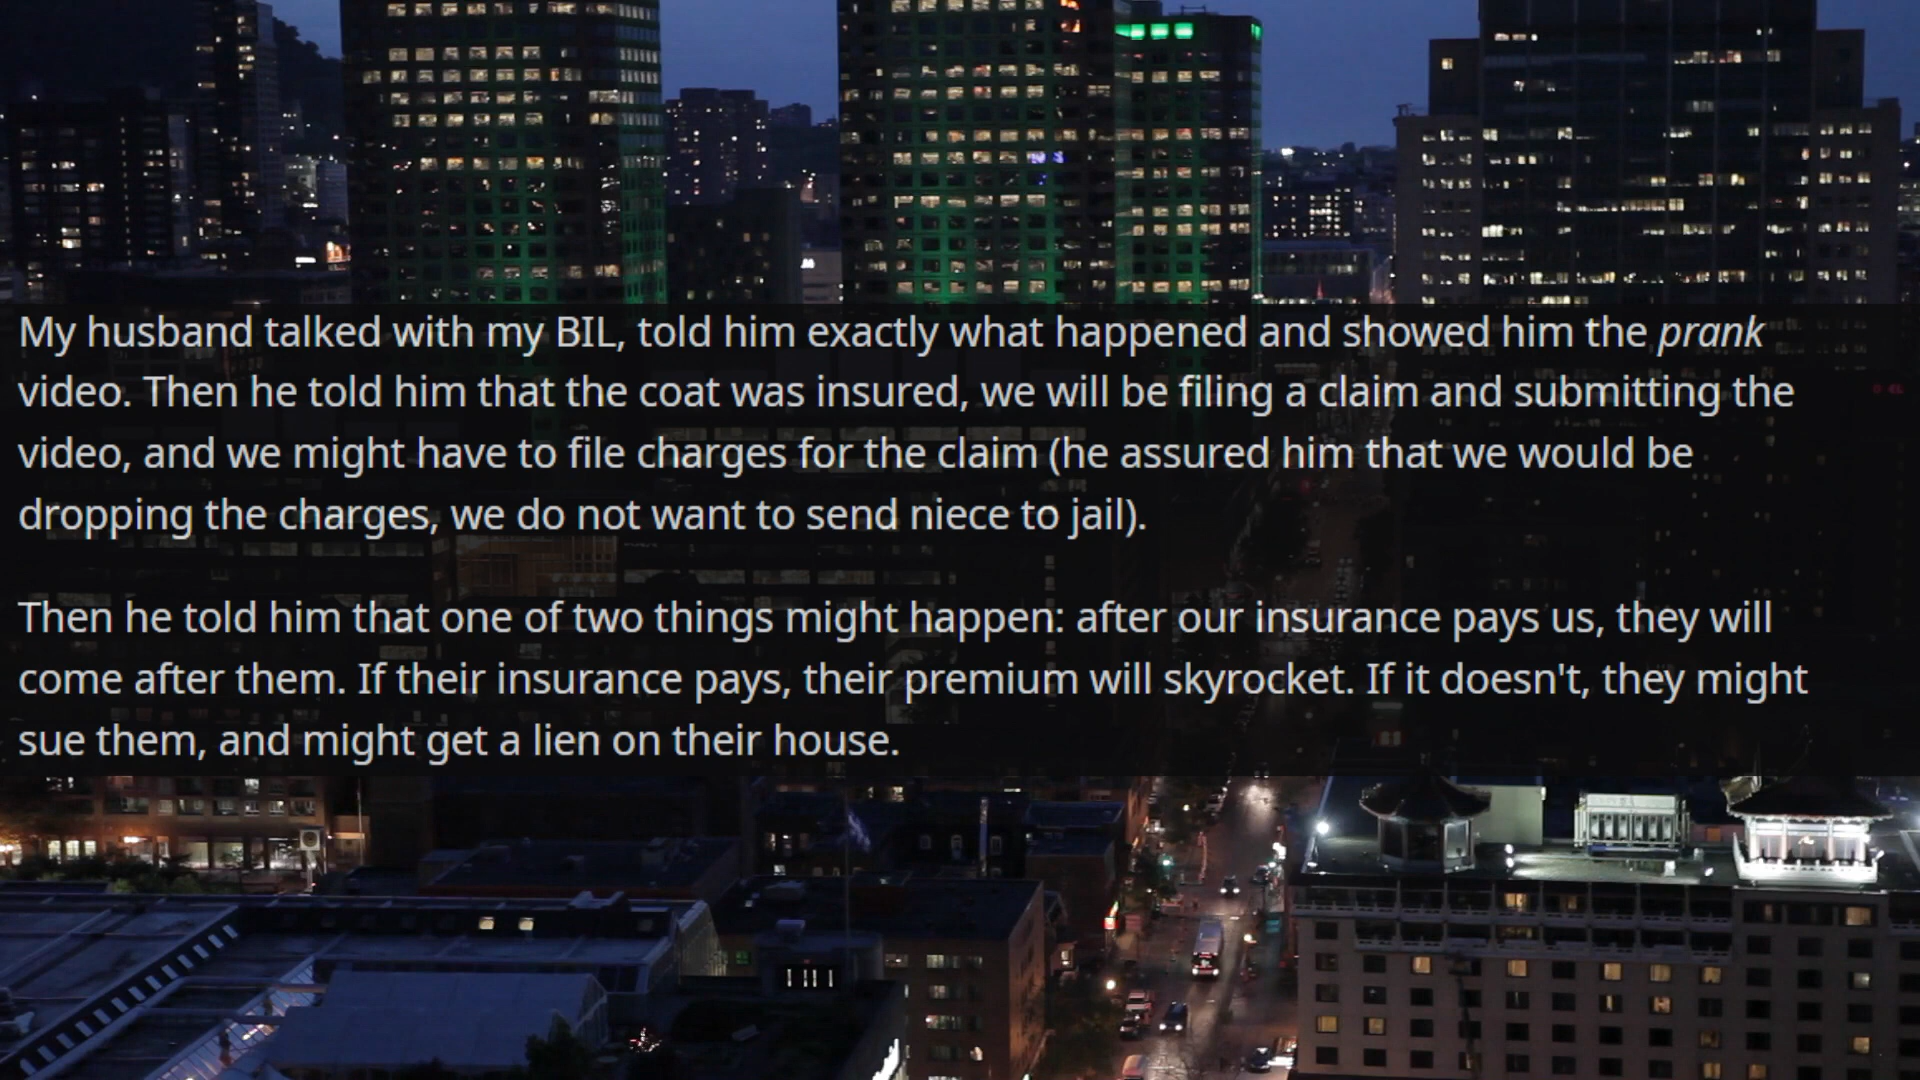 My husband talked with my BIL, told him exactly what happened and showed him the prank
video. Then he told him that the coat was insured, we will be filing a claim and submitting the
video, and we might have to file charges for the claim (he assured him that we would be
dropping the charges, we do not want to send niece to jail).
Then he told him that one of two things might happen: after our insurance pays us, they will
come after them. If their insurance pays, their premium will skyrocket. If it doesn't, they might
sue them, and might get a lien on their house.